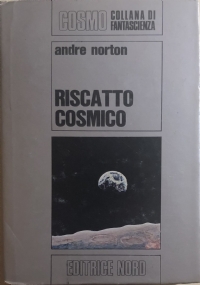 COSMO
COLLANA DI
FANTASCIENZA
andre norton
RISCATTO
COSMICO
EDITRICE NORD